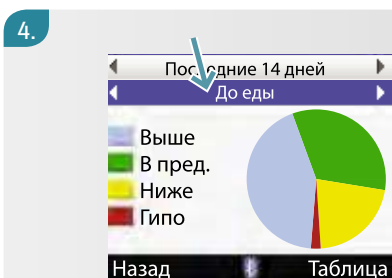 4.
Последние 14 дней
До еды
Выше
В пред.
Ниже
Гипо
Назад Таблица